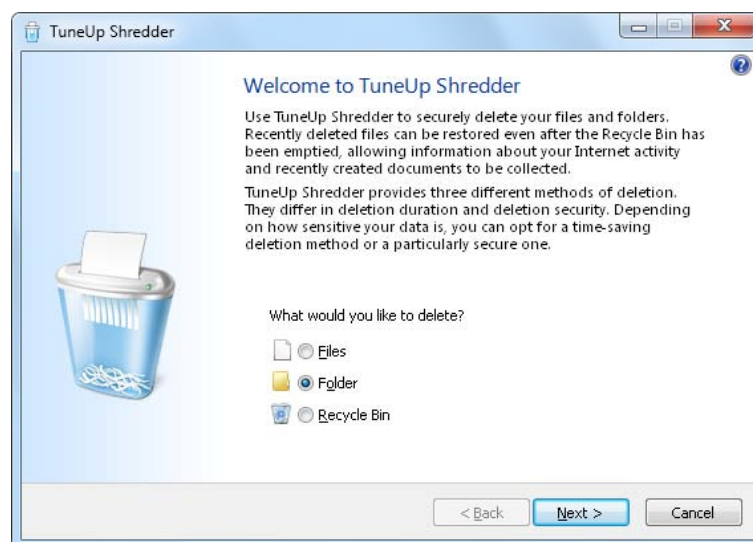 TuneUp Shredder
Welcome to TuneUp Shredder
Use TuneUp Shredder to securely delete your files and folders.
Recently deleted files can be restored even after the Recycle Bin has
been emptied, allowing information about your Internet activity
and recently created documents to be collected.
TuneUp Shredder provides three different methods of deletion.
They differ in deletion duration and deletion security. Depending
on how sensitive your data is, you can opt for a time-saving
deletion method or a particularly secure one.
What would you like to delete?
Files
Folder
Recycle Bin
< Back Next > Cancel